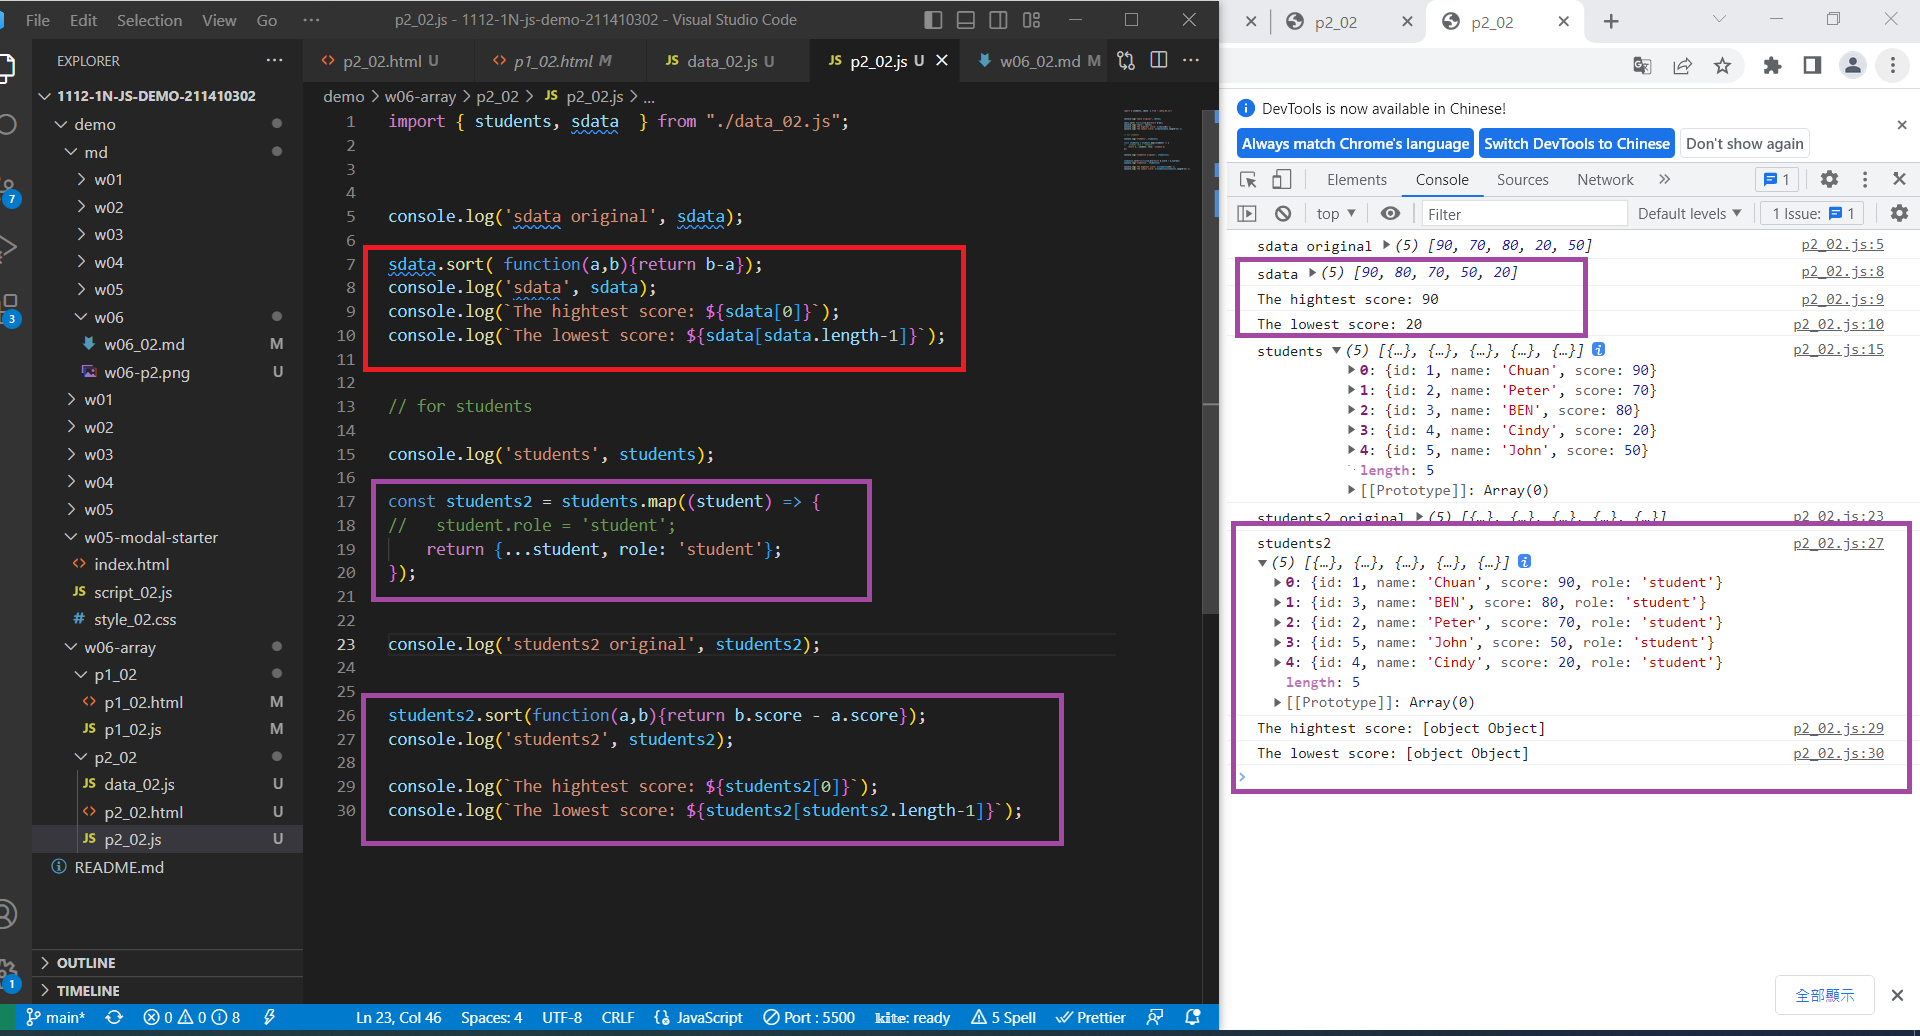 File Edit Selection View Go ··· p2_02.js - 1112-1N-js-demo-211410302 - Visual Studio Code
EXPLORER ···
1112-1N-JS-DEMO-211410302
demo
md
w01
w02
w03
w04
w05
w06
w06_02.md M
w06-p2.png U
w01
w02
w03
w04
w05
w05-modal-starter
index.html
JS script_02.js
# style_02.css
w06-array
p1_02
p1_02.html M
JS p1_02.js M
p2_02
JS data_02.js U
p2_02.html U
JS p2_02.js U
README.md
OUTLINE
TIMELINE
7
3
1
p2_02.html U p1_02.html M JS data_02.js U JS p2_02.js U w06_02.md M ···
demo > w06-array > p2_02 > JS p2_02.js > ...
1 import { students, sdata } from "./data_02.js";
2
3
4
5 console.log('sdata original', sdata);
6
7 sdata.sort( function(a,b){return b-a});
8 console.log('sdata', sdata);
9 console.log(`The hightest score: ${sdata[0]}`);
10 console.log(`The lowest score: ${sdata[sdata.length-1]}`);
11
12
13 // for students
14
15 console.log('students', students);
16
17 const students2 = students.map((student) => {
18 // student.role = 'student';
19 return {...student, role: 'student'};
20 });
21
22
23 console.log('students2 original', students2);
24
25
26 students2.sort(function(a,b){return b.score - a.score});
27 console.log('students2', students2);
28
29 console.log(`The hightest score: ${students2[0]}`);
30 console.log(`The lowest score: ${students2[students2.length-1]}`);
main* 0 0 8 Ln 23, Col 46 Spaces: 4 UTF-8 CRLF JavaScript Port : 5500 kite: ready 5 Spell Prettier
p2_02 p2_02
DevTools is now available in Chinese!
Always match Chrome's language Switch DevTools to Chinese Don't show again
Elements Console Sources Network » 1
top Filter Default levels 1 Issue: 1
sdata original (5) [90, 70, 80, 20, 50] p2_02.js:5
sdata (5) [90, 80, 70, 50, 20] p2_02.js:8
The hightest score: 90 p2_02.js:9
The lowest score: 20 p2_02.js:10
students (5) [{…}, {…}, {…}, {…}, {…}] i p2_02.js:15
0: {id: 1, name: 'Chuan', score: 90}
1: {id: 2, name: 'Peter', score: 70}
2: {id: 3, name: 'BEN', score: 80}
3: {id: 4, name: 'Cindy', score: 20}
4: {id: 5, name: 'John', score: 50}
length: 5
[[Prototype]]: Array(0)
students2 original (5) [{…}, {…}, {…}, {…}, {…}] p2_02.js:23
students2 p2_02.js:27
(5) [{…}, {…}, {…}, {…}, {…}] i
0: {id: 1, name: 'Chuan', score: 90, role: 'student'}
1: {id: 3, name: 'BEN', score: 80, role: 'student'}
2: {id: 2, name: 'Peter', score: 70, role: 'student'}
3: {id: 5, name: 'John', score: 50, role: 'student'}
4: {id: 4, name: 'Cindy', score: 20, role: 'student'}
length: 5
[[Prototype]]: Array(0)
The hightest score: [object Object] p2_02.js:29
The lowest score: [object Object] p2_02.js:30
全部顯示